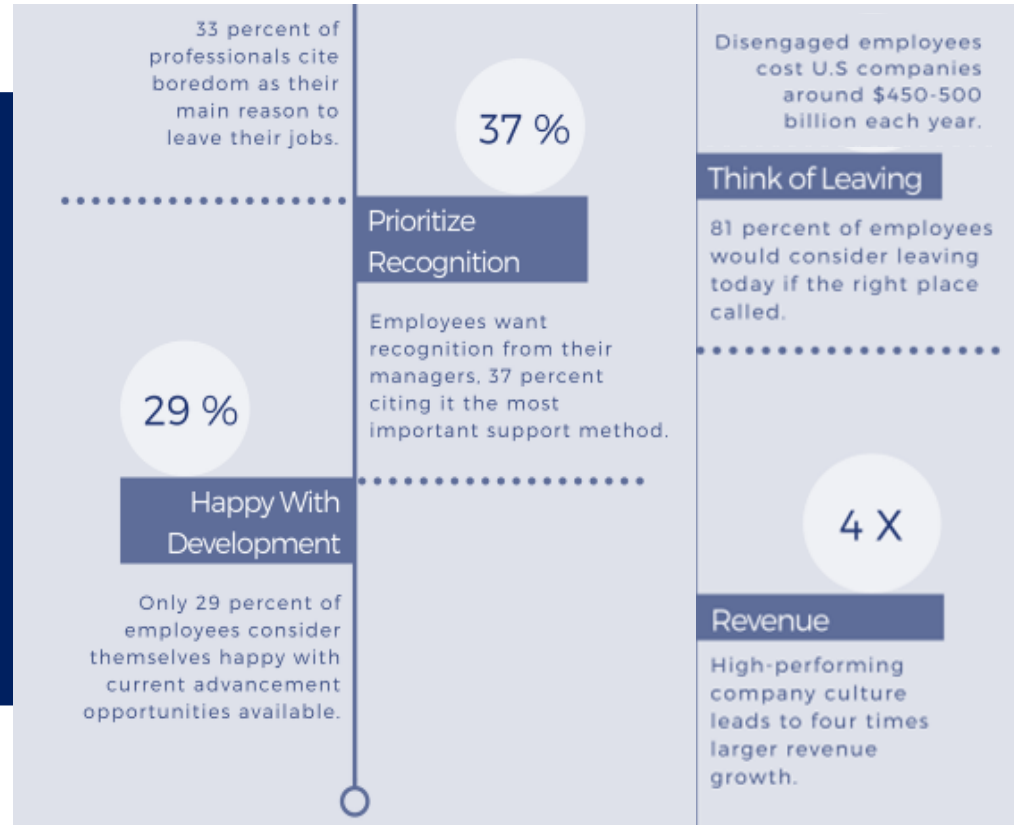 33 percent of
professionals cite
boredom as their
main reason to
leave their jobs.
37 %
Prioritize
Recognition
Employees want
recognition from their
managers, 37 percent
citing it the most
important support method.
29 %
Happy With
Development
Only 29 percent of
employees consider
themselves happy with
current advancement
opportunities available.
Disengaged employees
cost U.S companies
around $450-500
billion each year.
Think of Leaving
81 percent of employees
would consider leaving
today if the right place
called.
4 X
Revenue
High-performing
company culture
leads to four times
larger revenue
growth.